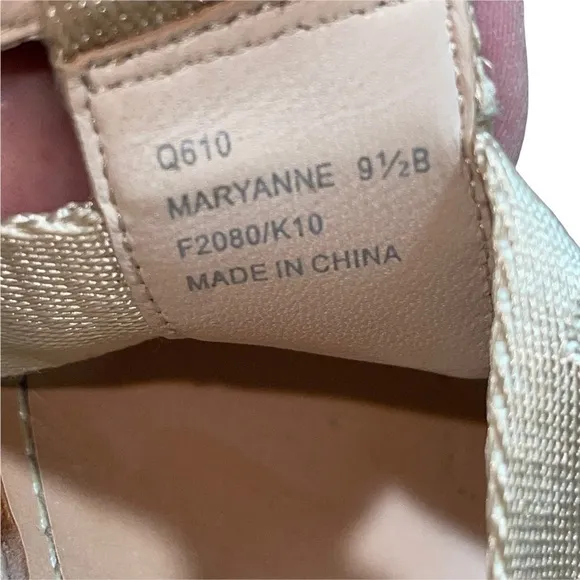 Q610
MARYANNE 9½B
F2080/K10
MADE IN CHINA